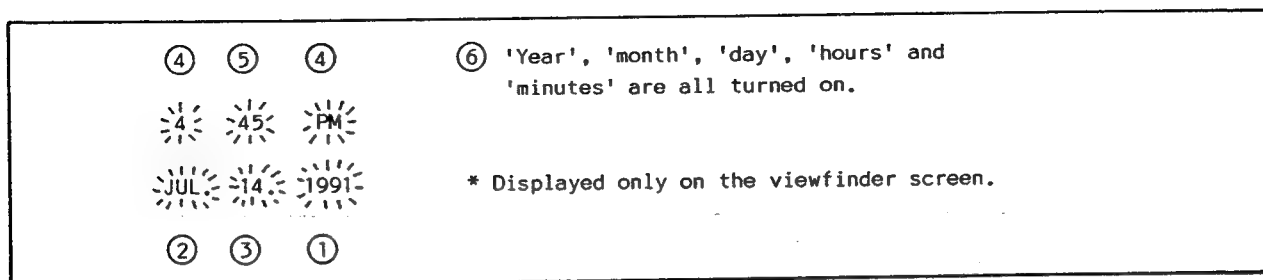 ④ ⑤ ④ ⑥ 'Year', 'month', 'day', 'hours' and
'minutes' are all turned on.
4 45 PM
JUL. 14. 1991
* Displayed only on the viewfinder screen.
② ③ ①